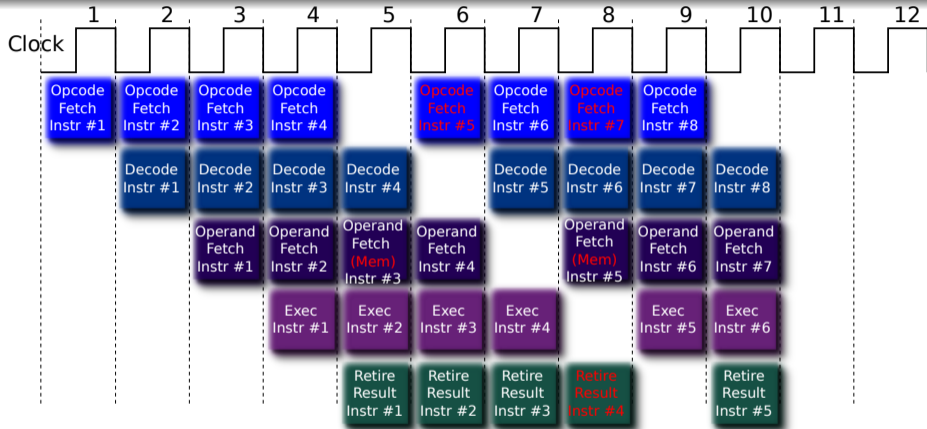 1 2 3 4 5 6 7 8 9 10 11 12
Clock
Opcode Fetch Instr #1
Opcode Fetch Instr #2
Opcode Fetch Instr #3
Opcode Fetch Instr #4
Opcode Fetch Instr #5
Opcode Fetch Instr #6
Opcode Fetch Instr #7
Opcode Fetch Instr #8
Decode Instr #1
Decode Instr #2
Decode Instr #3
Decode Instr #4
Decode Instr #5
Decode Instr #6
Decode Instr #7
Decode Instr #8
Operand Fetch Instr #1
Operand Fetch Instr #2
Operand Fetch (Mem) Instr #3
Operand Fetch Instr #4
Operand Fetch (Mem) Instr #5
Operand Fetch Instr #6
Operand Fetch Instr #7
Exec Instr #1
Exec Instr #2
Exec Instr #3
Exec Instr #4
Exec Instr #5
Exec Instr #6
Retire Result Instr #1
Retire Result Instr #2
Retire Result Instr #3
Retire Result Instr #4
Retire Result Instr #5